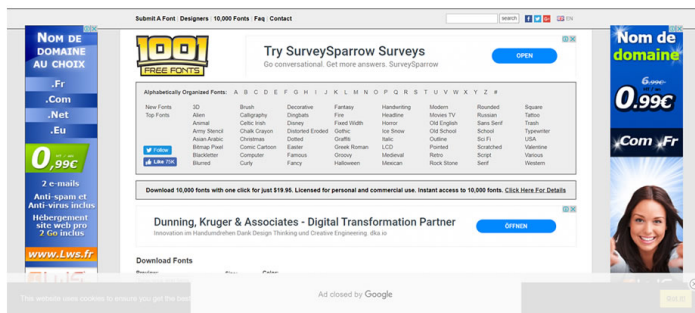 Submit A Font | Designers | 10,000 Fonts | Faq | Contact
search
EN
NOM DE
DOMAINE
AU CHOIX
.Fr
.Com
.Net
.Eu
0,99€
2 e-mails
Anti-spam et
Anti-virus inclus
Hébergement
site web pro
2 Go inclus
www.Lws.fr
LWS
1001
FREE FONTS
Try SurveySparrow Surveys
Go conversational. Get more answers. SurveySparrow
OPEN
Alphabetically Organized Fonts: A B C D E F G H I J K L M N O P Q R S T U V W X Y Z #
New Fonts 3D Brush Decorative Fantasy Handwriting Modern Rounded Square
Top Fonts Alien Calligraphy Dingbats Fire Headline Movies TV Russian Tattoo
Animal Celtic Irish Disney Fixed Width Horror Old English Sans Serif Trash
Army Stencil Chalk Crayon Distorted Eroded Gothic Ice Snow Old School School Typewriter
Asian Arabic Christmas Dotted Graffiti Italic Outline Sci Fi USA
Follow Bitmap Pixel Comic Cartoon Easter Greek Roman LCD Pointed Scratched Valentine
Blackletter Computer Famous Groovy Medieval Retro Script Various
Like 75K Blurred Curly Fancy Halloween Mexican Rock Stone Serif Western
Download 10,000 fonts with one click for just $19.95. Licensed for personal and commercial use. Instant access to 10,000 fonts. Click Here For Details
Dunning, Kruger & Associates - Digital Transformation Partner
Innovation im Handumdrehen Dank Design Thinking und Creative Engineering. dka.io
ÖFFNEN
Download Fonts
Nom de
domaine
0.99€
.Com .Fr
This website uses cookies to ensure you get the best
Ad closed by Google
Got it!